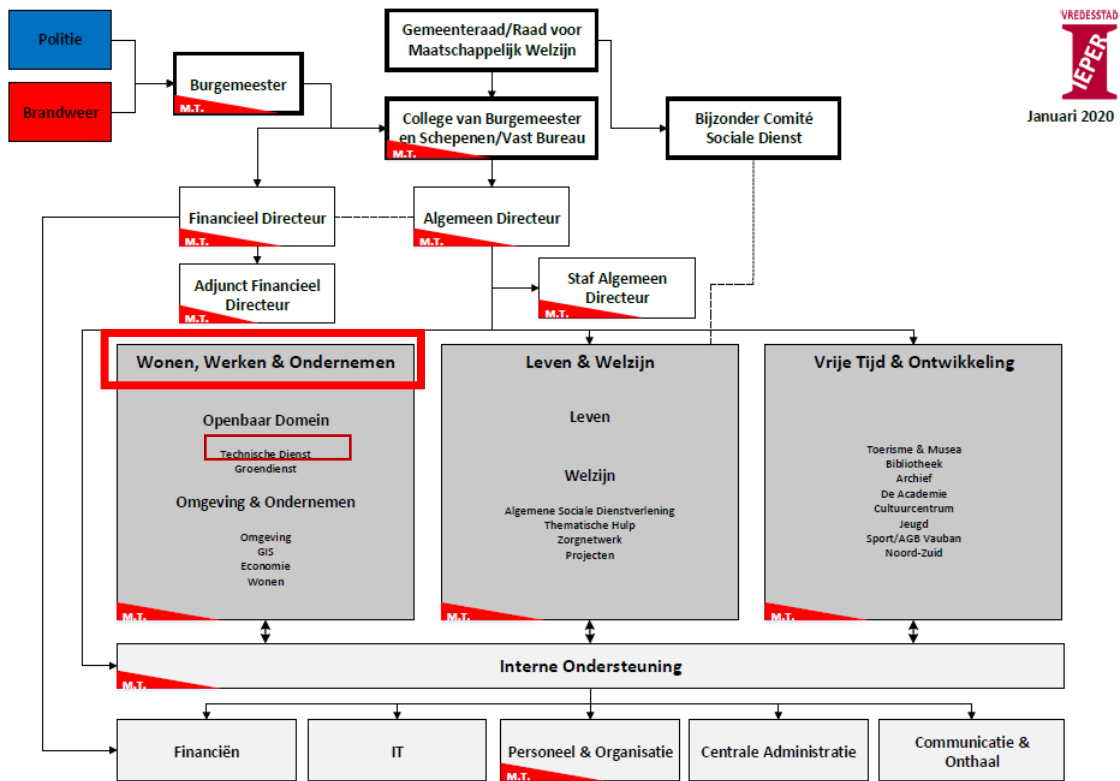 Politie
Brandweer
Burgemeester
M.T.
Gemeenteraad/Raad voor
Maatschappelijk Welzijn
VREDESSTAD
IEPER
Januari 2020
College van Burgemeester
en Schepenen/Vast Bureau
M.T.
Bijzonder Comité
Sociale Dienst
Financieel Directeur
M.T.
Algemeen Directeur
M.T.
Adjunct Financieel
Directeur
M.T.
Staf Algemeen
Directeur
M.T.
Wonen, Werken & Ondernemen
Openbaar Domein
Technische Dienst
Groendienst
Omgeving & Ondernemen
Omgeving
GIS
Economie
Wonen
M.T.
Leven & Welzijn
Leven
Welzijn
Algemene Sociale Dienstverlening
Thematische Hulp
Zorgnetwerk
Projecten
M.T.
Vrije Tijd & Ontwikkeling
Toerisme & Musea
Bibliotheek
Archief
De Academie
Cultuurcentrum
Jeugd
Sport/AGB Vauban
Noord-Zuid
M.T.
Interne Ondersteuning
M.T.
Financiën
IT
Personeel & Organisatie
M.T.
Centrale Administratie
Communicatie &
Onthaal